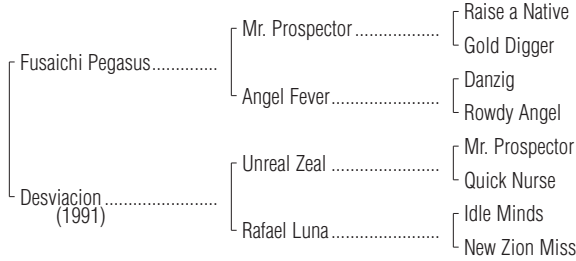 Raise a Native
Mr. Prospector ..................
Gold Digger
Fusaichi Pegasus..............
Danzig
Angel Fever.......................
Rowdy Angel
Mr. Prospector
Unreal Zeal .......................
Quick Nurse
Desviacion ........................
(1991)
Idle Minds
Rafael Luna.......................
New Zion Miss